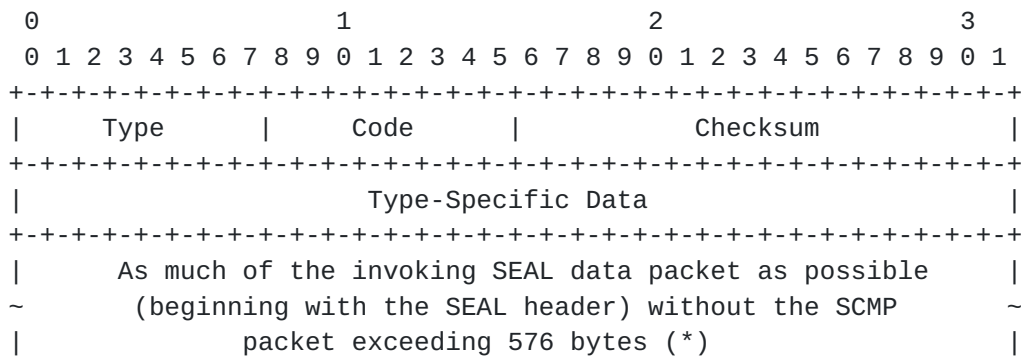 0                   1                   2                   3
 0 1 2 3 4 5 6 7 8 9 0 1 2 3 4 5 6 7 8 9 0 1 2 3 4 5 6 7 8 9 0 1
+-+-+-+-+-+-+-+-+-+-+-+-+-+-+-+-+-+-+-+-+-+-+-+-+-+-+-+-+-+-+-+-+
|     Type      |     Code      |           Checksum            |
+-+-+-+-+-+-+-+-+-+-+-+-+-+-+-+-+-+-+-+-+-+-+-+-+-+-+-+-+-+-+-+-+
|                      Type-Specific Data                       |
+-+-+-+-+-+-+-+-+-+-+-+-+-+-+-+-+-+-+-+-+-+-+-+-+-+-+-+-+-+-+-+-+
|      As much of the invoking SEAL data packet as possible     |
~       (beginning with the SEAL header) without the SCMP       ~
|              packet exceeding 576 bytes (*)                   |